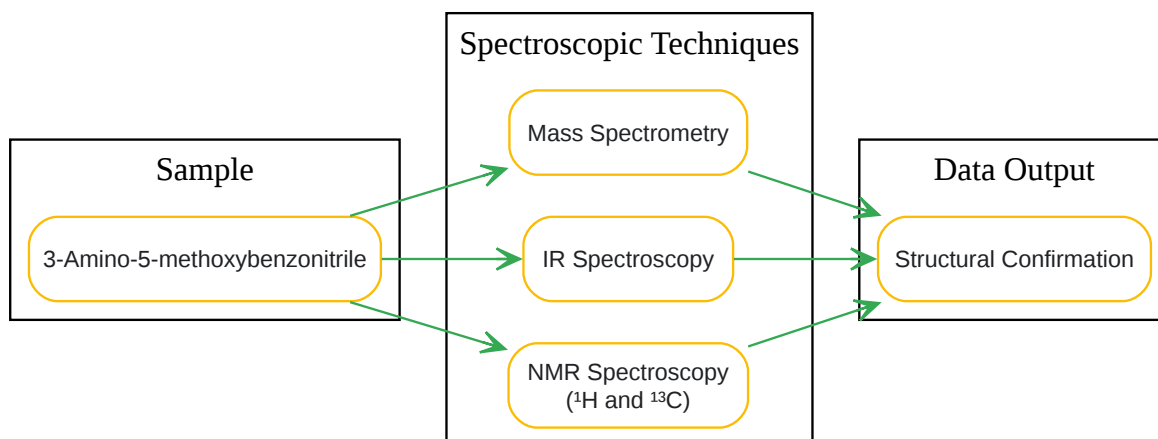 Sample
3-Amino-5-methoxybenzonitrile
Spectroscopic Techniques
Mass Spectrometry
IR Spectroscopy
NMR Spectroscopy
(¹H and ¹³C)
Data Output
Structural Confirmation